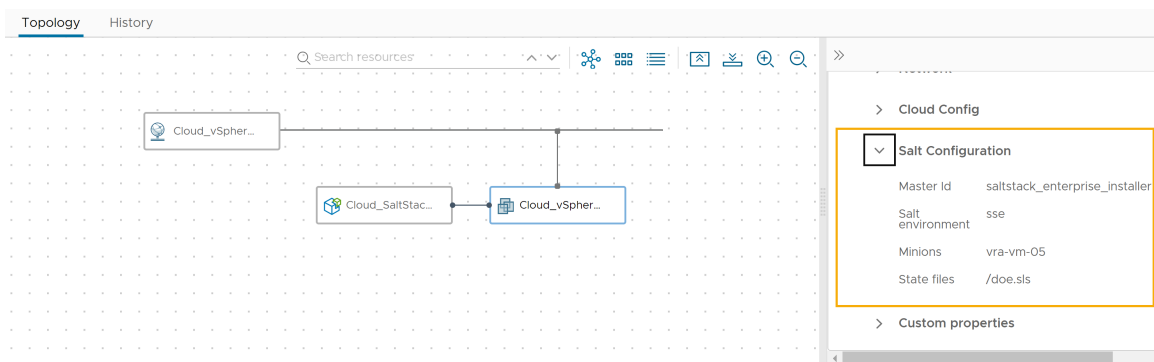 Topology History
Search resources
Cloud_vSpher...
Cloud_SaltStac... Cloud_vSpher...
Network
Cloud Config
Salt Configuration
Master Id saltstack_enterprise_installer
Salt environment sse
Minions vra-vm-05
State files /doe.sls
Custom properties